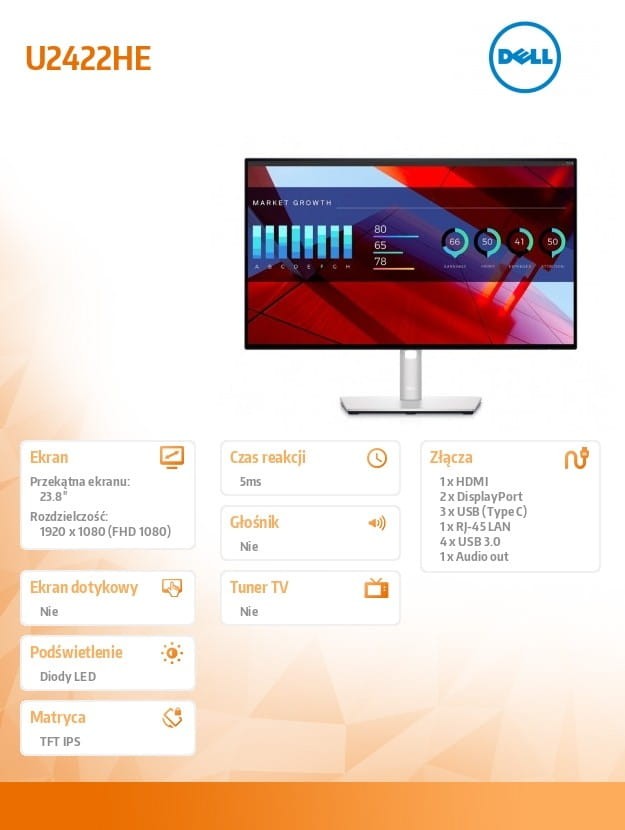 U2422HE
DELL
MARKET GROWTH
80
65
78
66
50
41
50
A B C D E F G H
Ekran
Przekątna ekranu:
23.8"
Rozdzielczość:
1920 x 1080 (FHD 1080)
Ekran dotykowy
Nie
Podświetlenie
Diody LED
Matryca
TFT IPS
Czas reakcji
5ms
Głośnik
Nie
Tuner TV
Nie
Złącza
1 x HDMI
2 x DisplayPort
3 x USB (Type C)
1 x RJ-45 LAN
4 x USB 3.0
1 x Audio out